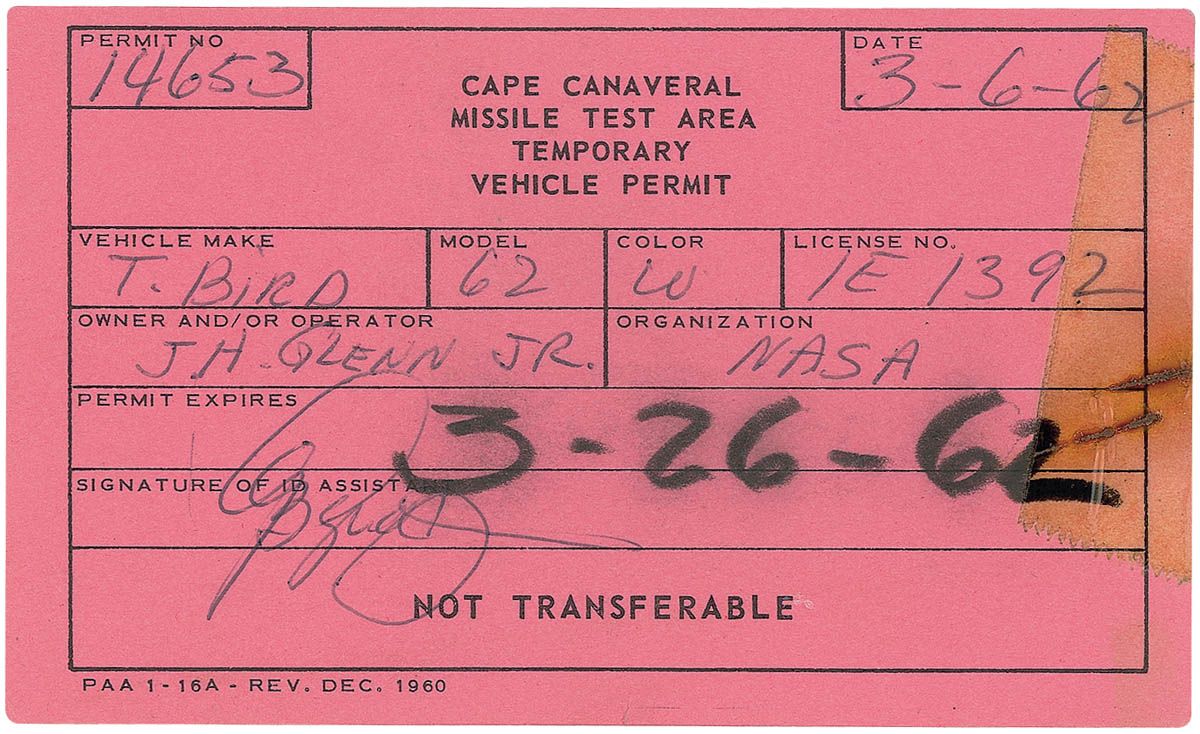 PERMIT NO
14653
DATE
3-6-62
CAPE CANAVERAL
MISSILE TEST AREA
TEMPORARY
VEHICLE PERMIT
VEHICLE MAKE
T. BIRD
MODEL
62
COLOR
W
LICENSE NO.
1E 1392
OWNER AND/OR OPERATOR
J.H. GLENN JR.
ORGANIZATION
NASA
PERMIT EXPIRES
3-26-62
SIGNATURE OF ID ASSISTANT
NOT TRANSFERABLE
PAA 1-16A - REV. DEC. 1960